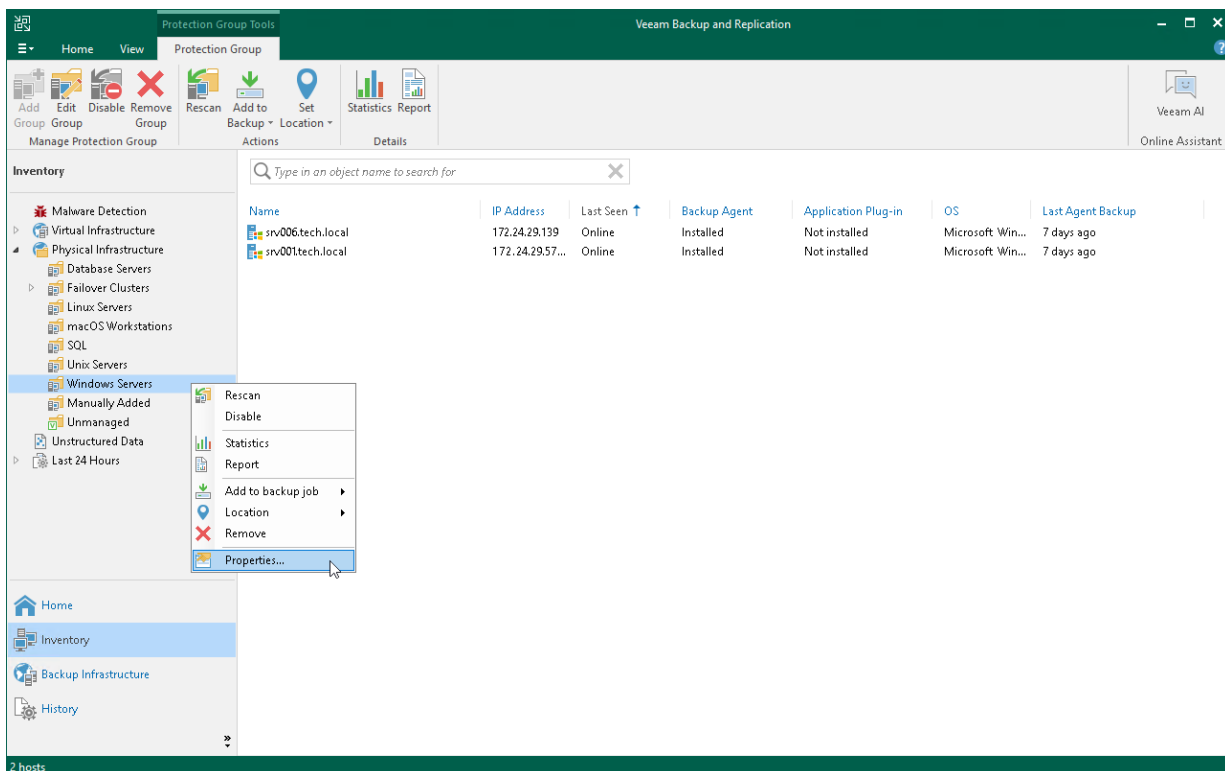 Protection Group Tools
Veeam Backup and Replication
Home View Protection Group
Add Group
Edit Group
Disable
Remove Group
Rescan
Add to Backup
Set Location
Statistics
Report
Veeam AI
Manage Protection Group
Actions
Details
Online Assistant
Inventory
Type in an object name to search for
Malware Detection
Virtual Infrastructure
Physical Infrastructure
Database Servers
Failover Clusters
Linux Servers
macOS Workstations
SQL
Unix Servers
Windows Servers
Manually Added
Unmanaged
Unstructured Data
Last 24 Hours
Name IP Address Last Seen Backup Agent Application Plug-in OS Last Agent Backup
srv006.tech.local 172.24.29.139 Online Installed Not installed Microsoft Win... 7 days ago
srv001.tech.local 172.24.29.57... Online Installed Not installed Microsoft Win... 7 days ago
Rescan
Disable
Statistics
Report
Add to backup job
Location
Remove
Properties...
Home
Inventory
Backup Infrastructure
History
2 hosts